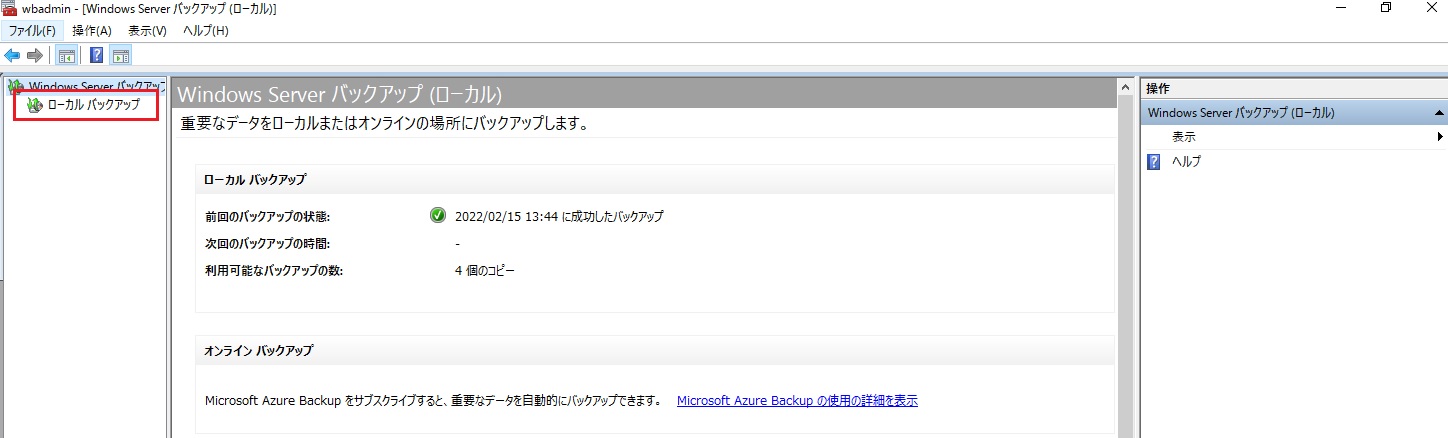 wbadmin - [Windows Server バックアップ (ローカル)]
ファイル(F) 操作(A) 表示(V) ヘルプ(H)
Windows Server バックアップ
ローカル バックアップ
Windows Server バックアップ (ローカル)
重要なデータをローカルまたはオンラインの場所にバックアップします。
ローカル バックアップ
前回のバックアップの状態: 2022/02/15 13:44 に成功したバックアップ
次回のバックアップの時間: -
利用可能なバックアップの数: 4 個のコピー
オンライン バックアップ
Microsoft Azure Backup をサブスクライブすると、重要なデータを自動的にバックアップできます。 Microsoft Azure Backup の使用の詳細を表示
操作
Windows Server バックアップ (ローカル)
表示
ヘルプ